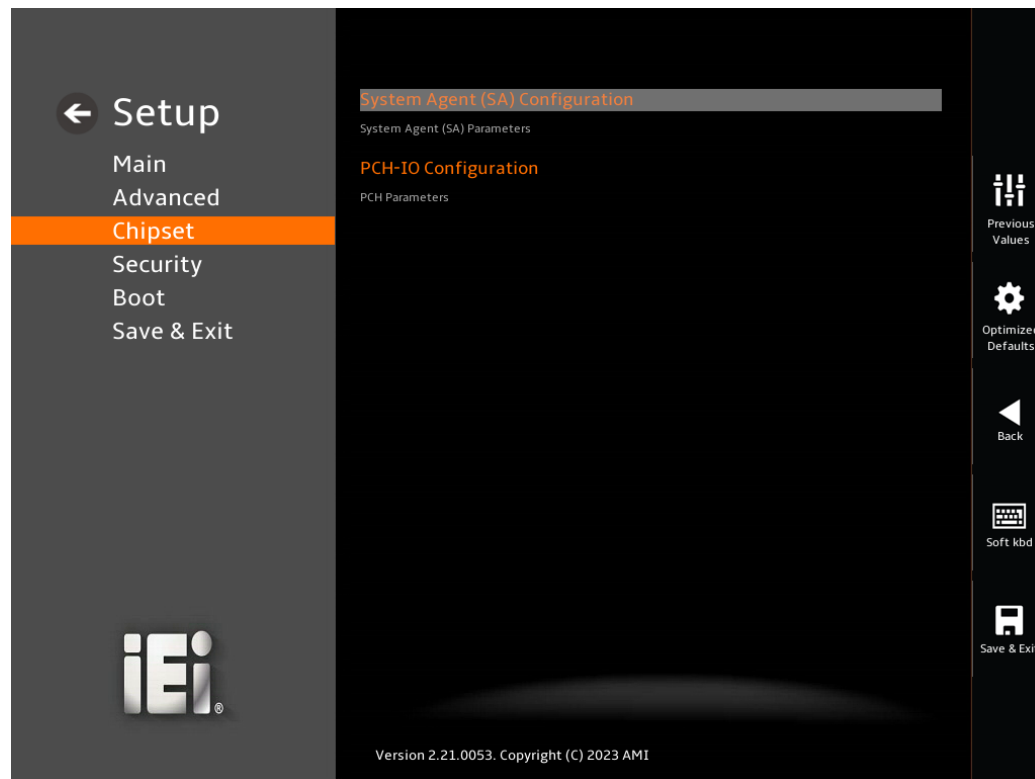 Setup
Main
Advanced
Chipset
Security
Boot
Save & Exit
iEi®
System Agent (SA) Configuration
System Agent (SA) Parameters
PCH-IO Configuration
PCH Parameters
Version 2.21.0053. Copyright (C) 2023 AMI
Previous
Values
Optimized
Defaults
Back
Soft kbd
Save & Exit